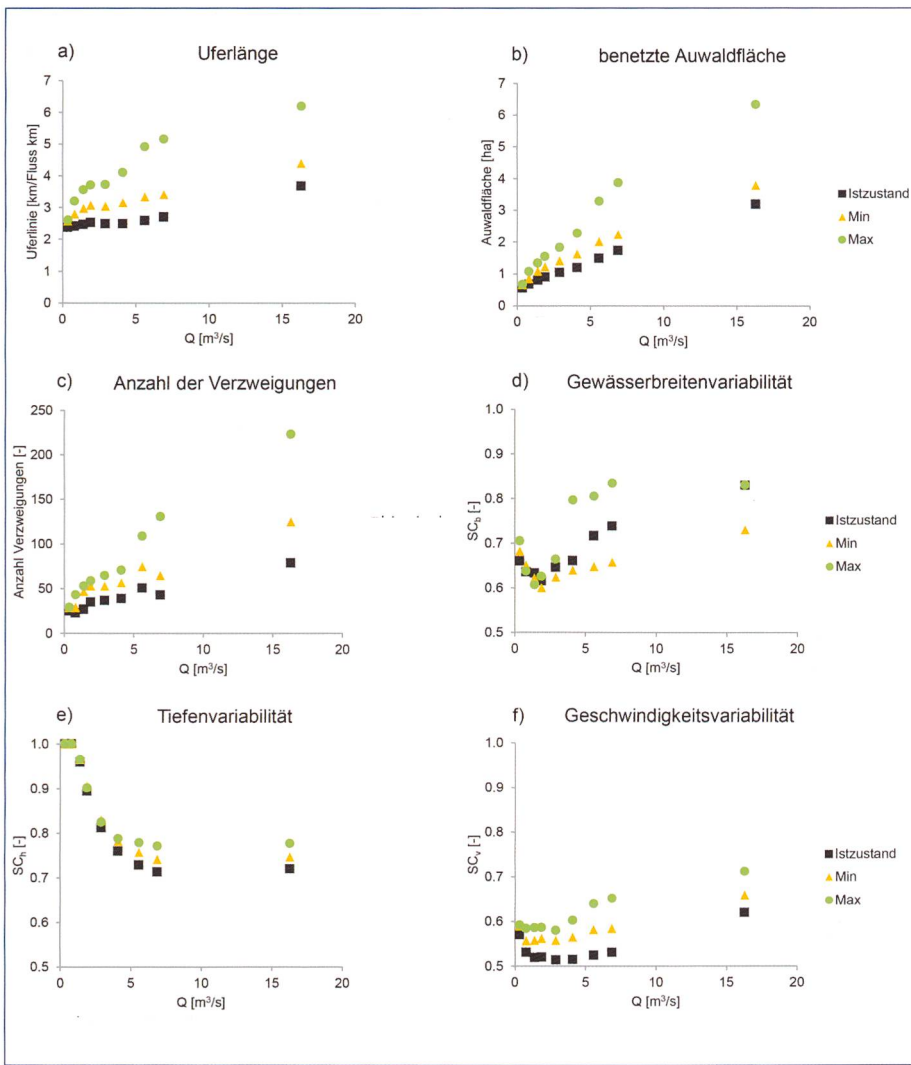 a) Uferlänge
Uferlinie [km/Fluss km]
7
6
5
4
3
2
1
0
0 5 10 15 20
Q [m³/s]
b) benetzte Auwaldfläche
Auwaldfläche [ha]
7
6
5
4
3
2
1
0
0 5 10 15 20
Q [m³/s]
Istzustand
Min
Max
c) Anzahl der Verzweigungen
Anzahl Verzweigungen [-]
250
200
150
100
50
0
0 5 10 15 20
Q [m³/s]
d) Gewässerbreitenvariabilität
SCb [-]
1.0
0.9
0.8
0.7
0.6
0.5
0 5 10 15 20
Q [m³/s]
Istzustand
Min
Max
e) Tiefenvariabilität
SCh [-]
1.0
0.9
0.8
0.7
0.6
0.5
0 5 10 15 20
Q [m³/s]
f) Geschwindigkeitsvariabilität
SCv [-]
1.0
0.9
0.8
0.7
0.6
0.5
0 5 10 15 20
Q [m³/s]
Istzustand
Min
Max